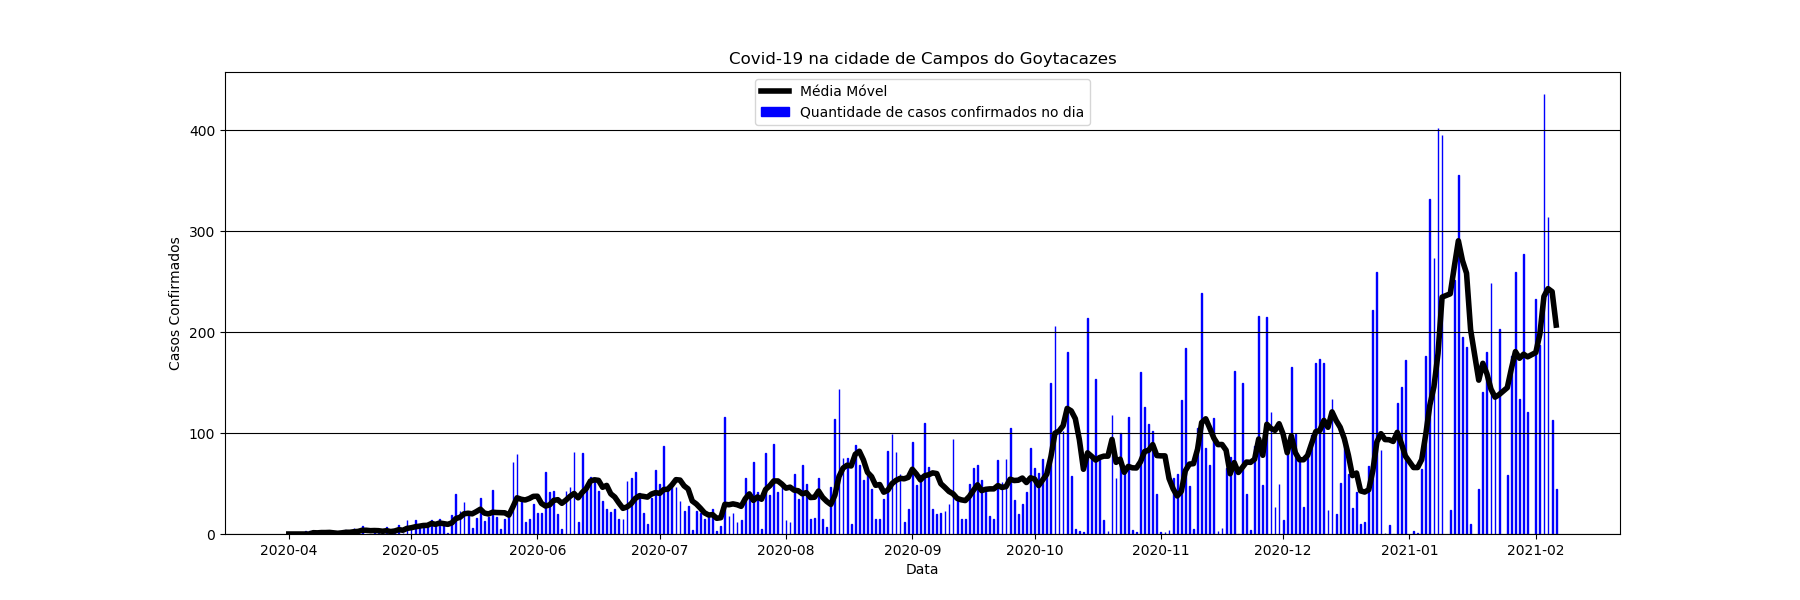 Covid-19 na cidade de Campos do Goytacazes
Média Móvel
Quantidade de casos confirmados no dia
Casos Confirmados
400
300
200
100
0
2020-04 2020-05 2020-06 2020-07 2020-08 2020-09 2020-10 2020-11 2020-12 2021-01 2021-02
Data